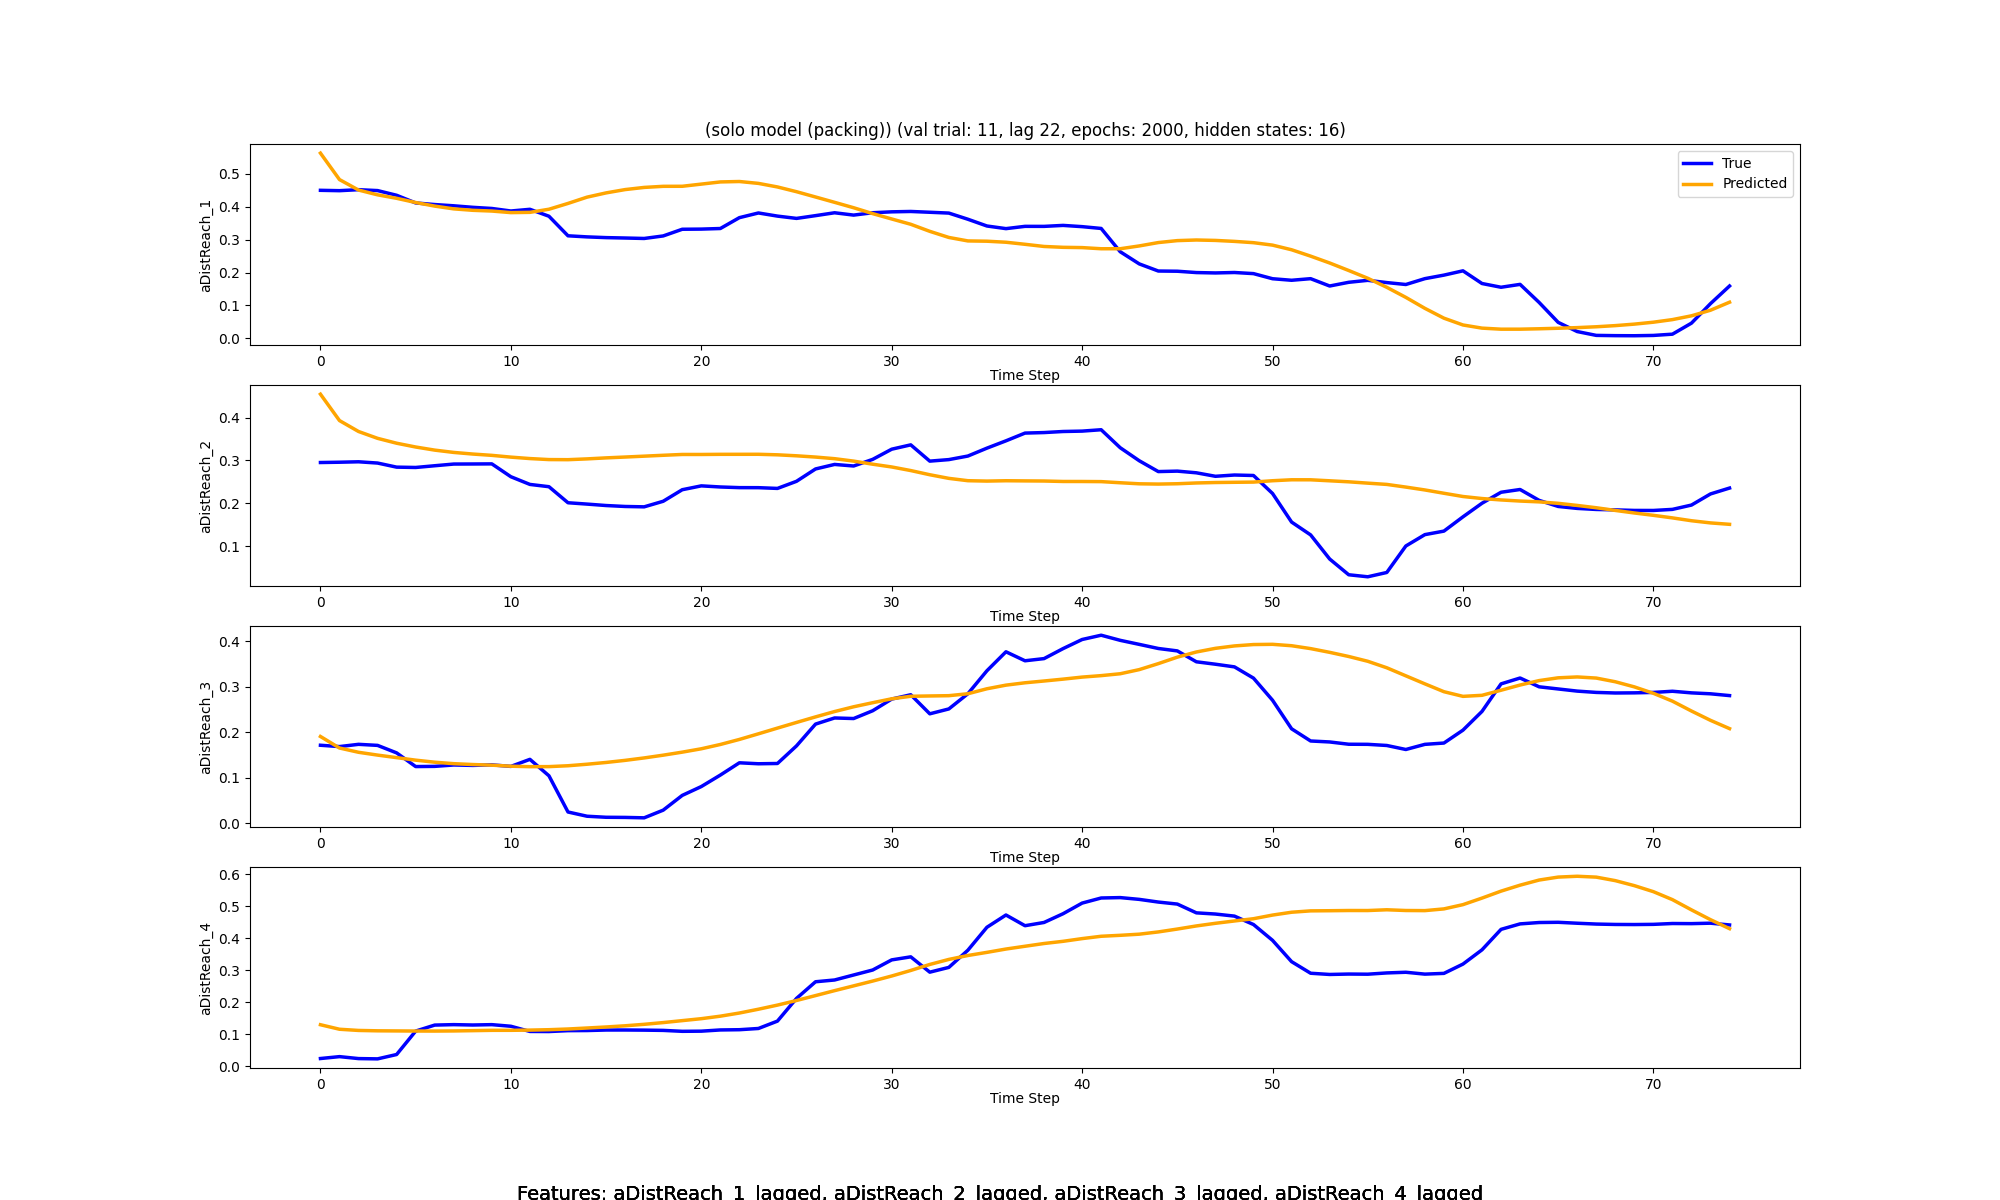 (solo model (packing)) (val trial: 11, lag 22, epochs: 2000, hidden states: 16)
True
Predicted
aDistReach_1
0.5
0.4
0.3
0.2
0.1
0.0
0 10 20 30 40 50 60 70
Time Step
aDistReach_2
0.4
0.3
0.2
0.1
0 10 20 30 40 50 60 70
Time Step
aDistReach_3
0.4
0.3
0.2
0.1
0.0
0 10 20 30 40 50 60 70
Time Step
aDistReach_4
0.6
0.5
0.4
0.3
0.2
0.1
0.0
0 10 20 30 40 50 60 70
Time Step
Features: aDistReach_1_lagged, aDistReach_2_lagged, aDistReach_3_lagged, aDistReach_4_lagged